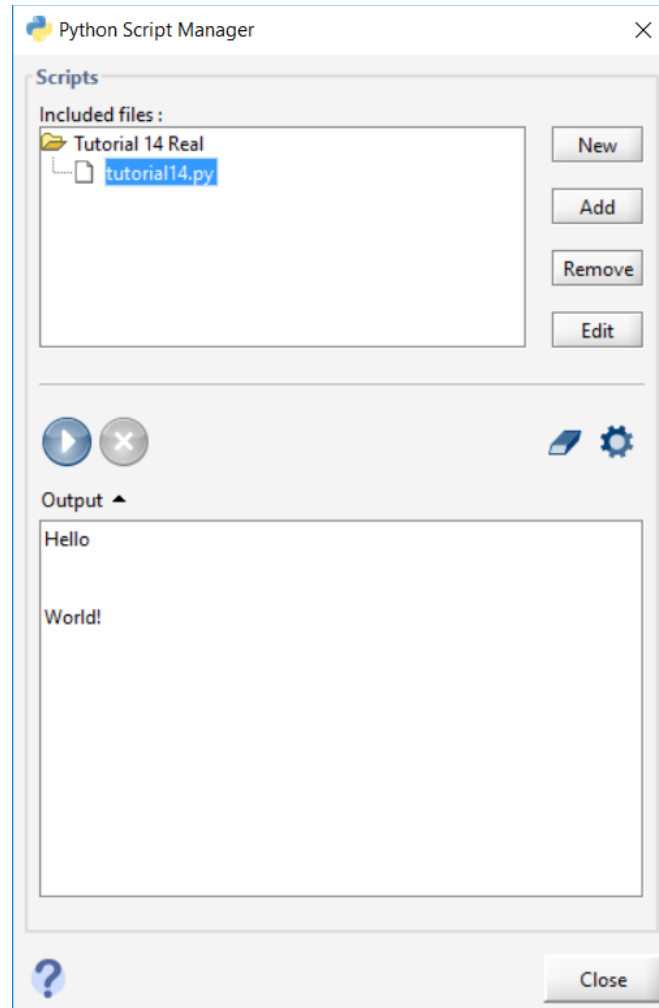 Python Script Manager
Scripts
Included files :
Tutorial 14 Real
tutorial14.py
New
Add
Remove
Edit
Output
Hello
World!
Close